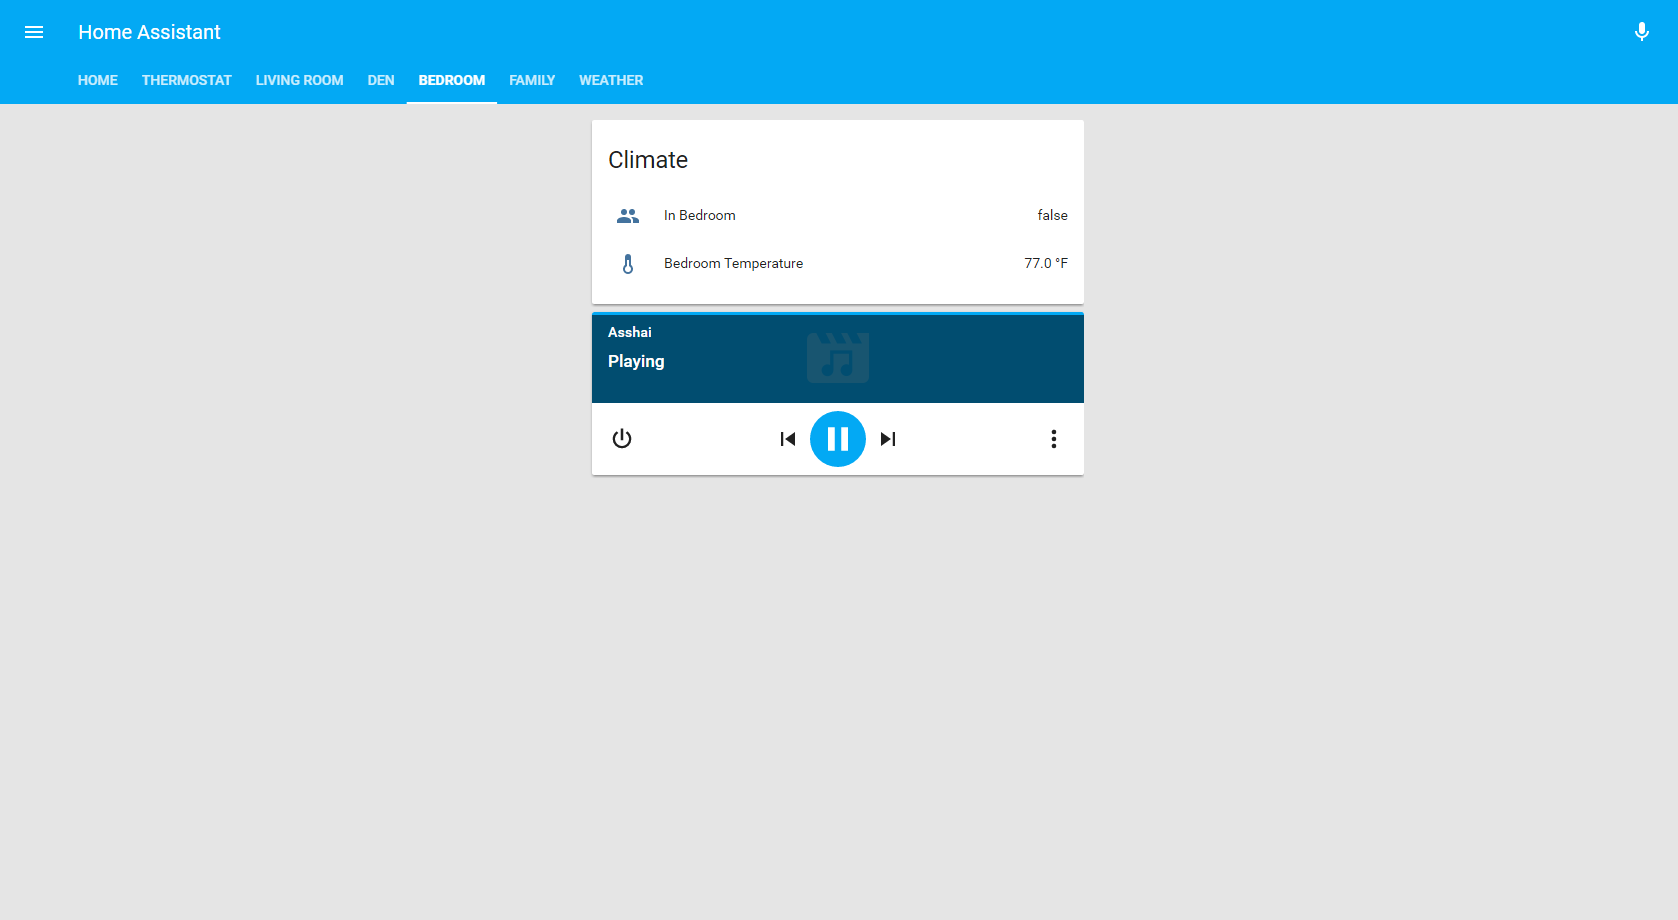 Home Assistant
HOME THERMOSTAT LIVING ROOM DEN BEDROOM FAMILY WEATHER
Climate
In Bedroom false
Bedroom Temperature 77.0 °F
Asshai
Playing